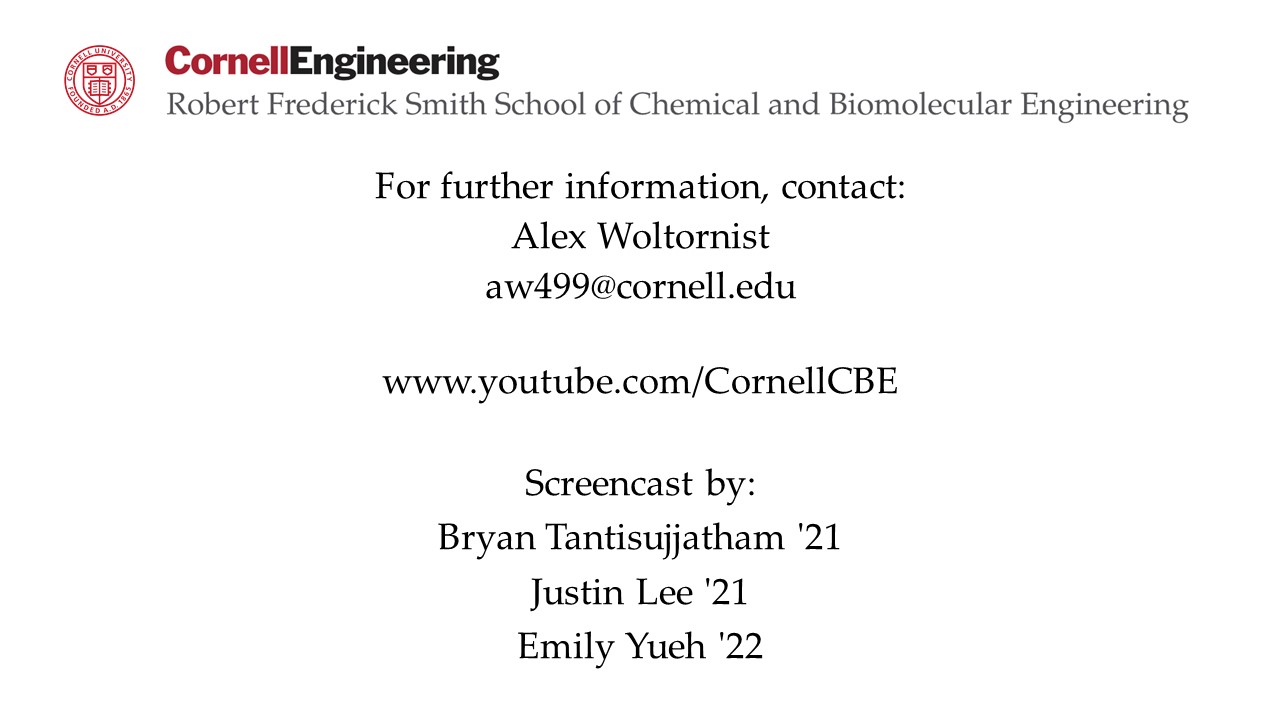 CORNELL UNIVERSITY
FOUNDED A.D. 1865
CornellEngineering
Robert Frederick Smith School of Chemical and Biomolecular Engineering
For further information, contact:
Alex Woltornist
aw499@cornell.edu
www.youtube.com/CornellCBE
Screencast by:
Bryan Tantisujjatham '21
Justin Lee '21
Emily Yueh '22